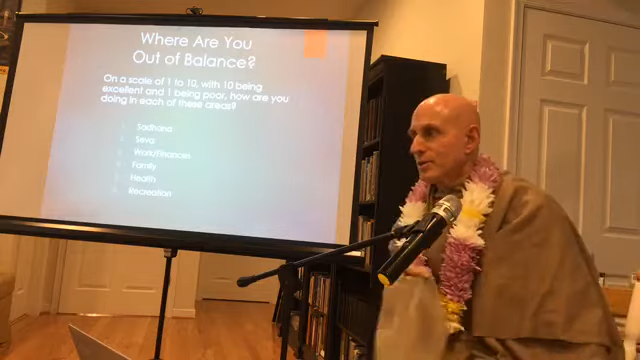 Where Are You
Out of Balance?
On a scale of 1 to 10, with 10 being
excellent and 1 being poor, how are you
doing in each of these areas?
Sadhana
Seva
Work/Finances
Family
Health
Recreation